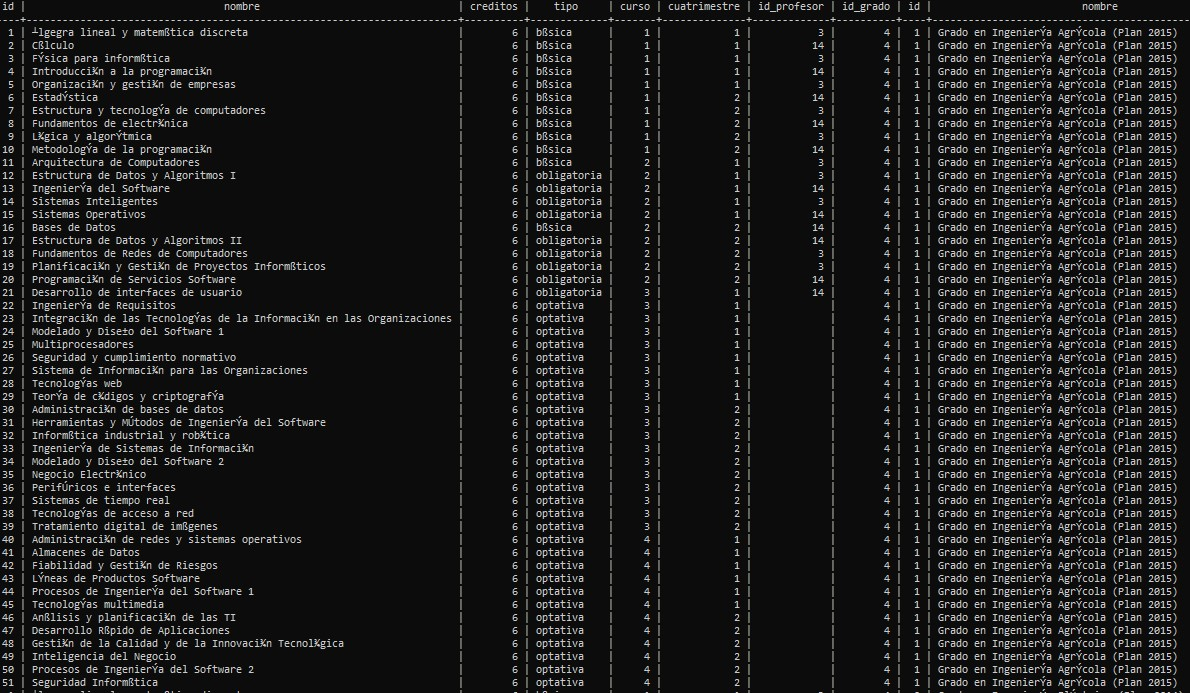 id | nombre | creditos | tipo | curso | cuatrimestre | id_profesor | id_grado | id | nombre
1 | ┴lgegra lineal y matemßtica discreta | 6 | bßsica | 1 | 1 | 3 | 4 | 1 | Grado en IngenierÝa AgrÝcola (Plan 2015)
2 | Cßlculo | 6 | bßsica | 1 | 1 | 14 | 4 | 1 | Grado en IngenierÝa AgrÝcola (Plan 2015)
3 | FÝsica para informßtica | 6 | bßsica | 1 | 1 | 3 | 4 | 1 | Grado en IngenierÝa AgrÝcola (Plan 2015)
4 | Introducci¾n a la programaci¾n | 6 | bßsica | 1 | 1 | 14 | 4 | 1 | Grado en IngenierÝa AgrÝcola (Plan 2015)
5 | Organizaci¾n y gesti¾n de empresas | 6 | bßsica | 1 | 1 | 3 | 4 | 1 | Grado en IngenierÝa AgrÝcola (Plan 2015)
6 | EstadÝstica | 6 | bßsica | 1 | 2 | 14 | 4 | 1 | Grado en IngenierÝa AgrÝcola (Plan 2015)
7 | Estructura y tecnologÝa de computadores | 6 | bßsica | 1 | 2 | 3 | 4 | 1 | Grado en IngenierÝa AgrÝcola (Plan 2015)
8 | Fundamentos de electr¾nica | 6 | bßsica | 1 | 2 | 14 | 4 | 1 | Grado en IngenierÝa AgrÝcola (Plan 2015)
9 | L¾gica y algorÝtmica | 6 | bßsica | 1 | 2 | 3 | 4 | 1 | Grado en IngenierÝa AgrÝcola (Plan 2015)
10 | MetodologÝa de la programaci¾n | 6 | bßsica | 1 | 2 | 14 | 4 | 1 | Grado en IngenierÝa AgrÝcola (Plan 2015)
11 | Arquitectura de Computadores | 6 | bßsica | 2 | 1 | 3 | 4 | 1 | Grado en IngenierÝa AgrÝcola (Plan 2015)
12 | Estructura de Datos y Algoritmos I | 6 | obligatoria | 2 | 1 | 3 | 4 | 1 | Grado en IngenierÝa AgrÝcola (Plan 2015)
13 | IngenierÝa del Software | 6 | obligatoria | 2 | 1 | 14 | 4 | 1 | Grado en IngenierÝa AgrÝcola (Plan 2015)
14 | Sistemas Inteligentes | 6 | obligatoria | 2 | 1 | 3 | 4 | 1 | Grado en IngenierÝa AgrÝcola (Plan 2015)
15 | Sistemas Operativos | 6 | obligatoria | 2 | 1 | 14 | 4 | 1 | Grado en IngenierÝa AgrÝcola (Plan 2015)
16 | Bases de Datos | 6 | bßsica | 2 | 2 | 14 | 4 | 1 | Grado en IngenierÝa AgrÝcola (Plan 2015)
17 | Estructura de Datos y Algoritmos II | 6 | obligatoria | 2 | 2 | 14 | 4 | 1 | Grado en IngenierÝa AgrÝcola (Plan 2015)
18 | Fundamentos de Redes de Computadores | 6 | obligatoria | 2 | 2 | 3 | 4 | 1 | Grado en IngenierÝa AgrÝcola (Plan 2015)
19 | Planificaci¾n y Gesti¾n de Proyectos Informßticos | 6 | obligatoria | 2 | 2 | 3 | 4 | 1 | Grado en IngenierÝa AgrÝcola (Plan 2015)
20 | Programaci¾n de Servicios Software | 6 | obligatoria | 2 | 2 | 14 | 4 | 1 | Grado en IngenierÝa AgrÝcola (Plan 2015)
21 | Desarrollo de interfaces de usuario | 6 | obligatoria | 3 | 1 | 14 | 4 | 1 | Grado en IngenierÝa AgrÝcola (Plan 2015)
22 | IngenierÝa de Requisitos | 6 | optativa | 3 | 1 | | 4 | 1 | Grado en IngenierÝa AgrÝcola (Plan 2015)
23 | Integraci¾n de las TecnologÝas de la Informaci¾n en las Organizaciones | 6 | optativa | 3 | 1 | | 4 | 1 | Grado en IngenierÝa AgrÝcola (Plan 2015)
24 | Modelado y Dise±o del Software 1 | 6 | optativa | 3 | 1 | | 4 | 1 | Grado en IngenierÝa AgrÝcola (Plan 2015)
25 | Multiprocesadores | 6 | optativa | 3 | 1 | | 4 | 1 | Grado en IngenierÝa AgrÝcola (Plan 2015)
26 | Seguridad y cumplimiento normativo | 6 | optativa | 3 | 1 | | 4 | 1 | Grado en IngenierÝa AgrÝcola (Plan 2015)
27 | Sistema de Informaci¾n para las Organizaciones | 6 | optativa | 3 | 1 | | 4 | 1 | Grado en IngenierÝa AgrÝcola (Plan 2015)
28 | TecnologÝas web | 6 | optativa | 3 | 1 | | 4 | 1 | Grado en IngenierÝa AgrÝcola (Plan 2015)
29 | TeorÝa de c¾digos y criptografÝa | 6 | optativa | 3 | 1 | | 4 | 1 | Grado en IngenierÝa AgrÝcola (Plan 2015)
30 | Administraci¾n de bases de datos | 6 | optativa | 3 | 2 | | 4 | 1 | Grado en IngenierÝa AgrÝcola (Plan 2015)
31 | Herramientas y MÚtodos de IngenierÝa del Software | 6 | optativa | 3 | 2 | | 4 | 1 | Grado en IngenierÝa AgrÝcola (Plan 2015)
32 | Informßtica industrial y rob¾tica | 6 | optativa | 3 | 2 | | 4 | 1 | Grado en IngenierÝa AgrÝcola (Plan 2015)
33 | IngenierÝa de Sistemas de Informaci¾n | 6 | optativa | 3 | 2 | | 4 | 1 | Grado en IngenierÝa AgrÝcola (Plan 2015)
34 | Modelado y Dise±o del Software 2 | 6 | optativa | 3 | 2 | | 4 | 1 | Grado en IngenierÝa AgrÝcola (Plan 2015)
35 | Negocio Electr¾nico | 6 | optativa | 3 | 2 | | 4 | 1 | Grado en IngenierÝa AgrÝcola (Plan 2015)
36 | PerifÚricos e interfaces | 6 | optativa | 3 | 2 | | 4 | 1 | Grado en IngenierÝa AgrÝcola (Plan 2015)
37 | Sistemas de tiempo real | 6 | optativa | 3 | 2 | | 4 | 1 | Grado en IngenierÝa AgrÝcola (Plan 2015)
38 | TecnologÝas de acceso a red | 6 | optativa | 3 | 2 | | 4 | 1 | Grado en IngenierÝa AgrÝcola (Plan 2015)
39 | Tratamiento digital de imßgenes | 6 | optativa | 3 | 2 | | 4 | 1 | Grado en IngenierÝa AgrÝcola (Plan 2015)
40 | Administraci¾n de redes y sistemas operativos | 6 | optativa | 4 | 1 | | 4 | 1 | Grado en IngenierÝa AgrÝcola (Plan 2015)
41 | Almacenes de Datos | 6 | optativa | 4 | 1 | | 4 | 1 | Grado en IngenierÝa AgrÝcola (Plan 2015)
42 | Fiabilidad y Gesti¾n de Riesgos | 6 | optativa | 4 | 1 | | 4 | 1 | Grado en IngenierÝa AgrÝcola (Plan 2015)
43 | LÝneas de Productos Software | 6 | optativa | 4 | 1 | | 4 | 1 | Grado en IngenierÝa AgrÝcola (Plan 2015)
44 | Procesos de IngenierÝa del Software 1 | 6 | optativa | 4 | 1 | | 4 | 1 | Grado en IngenierÝa AgrÝcola (Plan 2015)
45 | TecnologÝas multimedia | 6 | optativa | 4 | 1 | | 4 | 1 | Grado en IngenierÝa AgrÝcola (Plan 2015)
46 | Anßlisis y planificaci¾n de las TI | 6 | optativa | 4 | 2 | | 4 | 1 | Grado en IngenierÝa AgrÝcola (Plan 2015)
47 | Desarrollo Rßpido de Aplicaciones | 6 | optativa | 4 | 2 | | 4 | 1 | Grado en IngenierÝa AgrÝcola (Plan 2015)
48 | Gesti¾n de la Calidad y de la Innovaci¾n Tecnol¾gica | 6 | optativa | 4 | 2 | | 4 | 1 | Grado en IngenierÝa AgrÝcola (Plan 2015)
49 | Inteligencia del Negocio | 6 | optativa | 4 | 2 | | 4 | 1 | Grado en IngenierÝa AgrÝcola (Plan 2015)
50 | Procesos de IngenierÝa del Software 2 | 6 | optativa | 4 | 2 | | 4 | 1 | Grado en IngenierÝa AgrÝcola (Plan 2015)
51 | Seguridad Informßtica | 6 | optativa | 4 | 2 | | 4 | 1 | Grado en IngenierÝa AgrÝcola (Plan 2015)